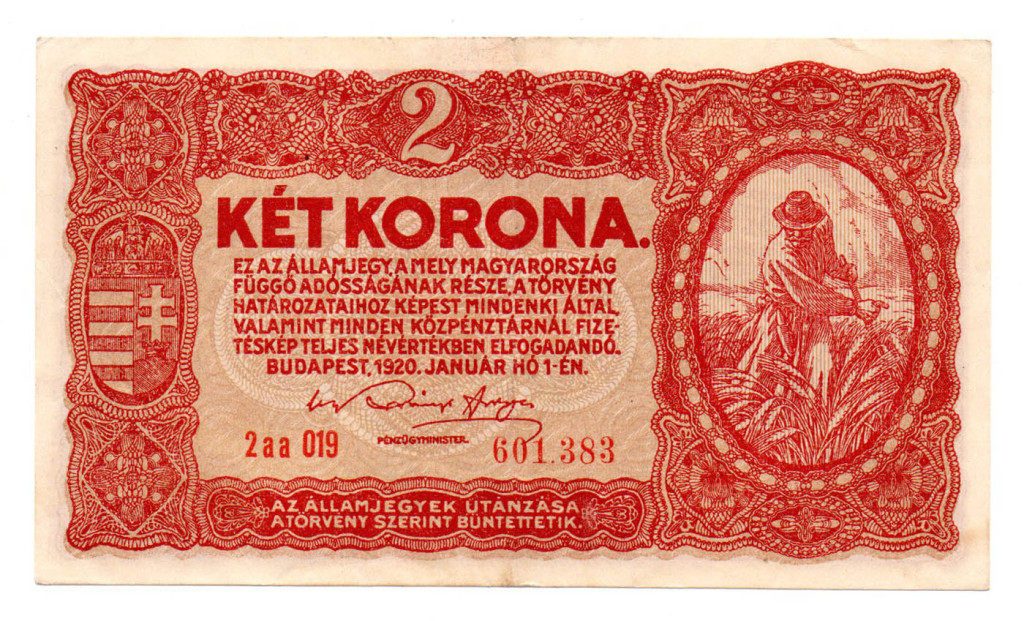 2
KÉT KORONA.
EZ AZ ÁLLAMJEGY, AMELY MAGYARORSZÁG
FÜGGŐ ADÓSSÁGÁNAK RÉSZE, A TÖRVÉNY
HATÁROZATAIHOZ KÉPEST MINDENKI ÁLTAL
VALAMINT MINDEN KÖZPÉNZTÁRNÁL FIZE-
TÉSKÉP TELJES NÉVÉRTÉKBEN ELFOGADANDÓ.
BUDAPEST, 1920. JANUÁR HÓ 1-ÉN.
PÉNZÜGYMINISTER.
2 a a 019 601.383
AZ ÁLLAMJEGYEK UTÁNZÁSA
A TÖRVÉNY SZERINT BÜNTETTETIK.